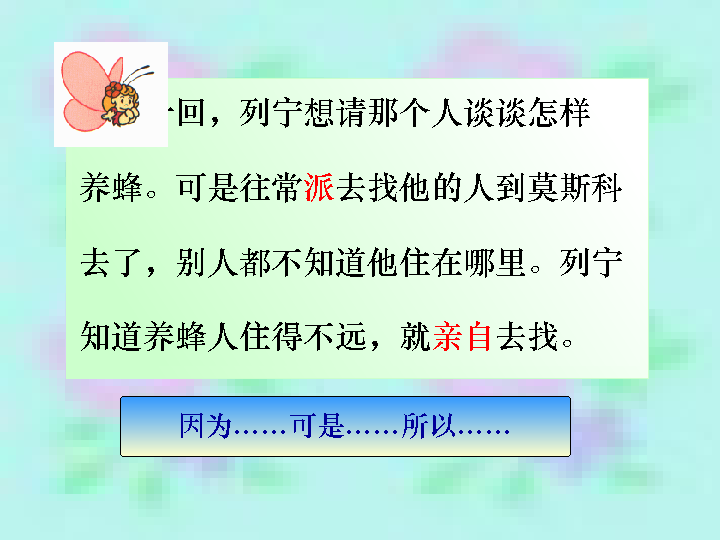 回，列宁想请那个人谈谈怎样
养蜂。可是往常派去找他的人到莫斯科
去了，别人都不知道他住在哪里。列宁
知道养蜂人住得不远，就亲自去找。
因为……可是……所以……